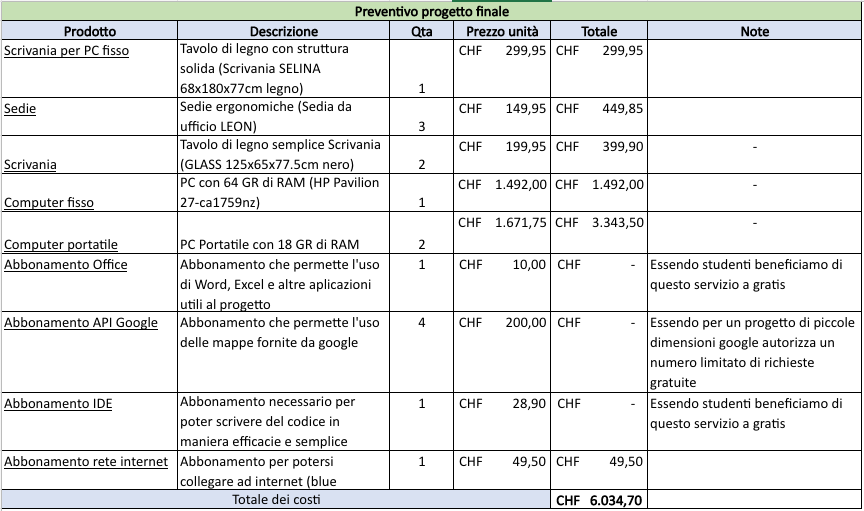 Preventivo progetto finale
Prodotto Descrizione Qta Prezzo unità Totale Note
Scrivania per PC fisso Tavolo di legno con struttura CHF 299,95 CHF 299,95
solida (Scrivania SELINA
68x180x77cm legno) 1
Sedie Sedie ergonomiche (Sedia da CHF 149,95 CHF 449,85
ufficio LEON) 3
Tavolo di legno semplice Scrivania CHF 199,95 CHF 399,90 -
Scrivania (GLASS 125x65x77.5cm nero) 2
PC con 64 GR di RAM (HP Pavilion CHF 1.492,00 CHF 1.492,00 -
Computer fisso 27-ca1759nz) 1
CHF 1.671,75 CHF 3.343,50 -
Computer portatile PC Portatile con 18 GR di RAM 2
Abbonamento Office Abbonamento che permette l'uso 1 CHF 10,00 CHF - Essendo studenti beneficiamo di
di Word, Excel e altre aplicazioni questo servizio a gratis
utili al progetto
Abbonamento API Google Abbonamento che permette l'uso 4 CHF 200,00 CHF - Essendo per un progetto di piccole
delle mappe fornite da google dimensioni google autorizza un
numero limitato di richieste
gratuite
Abbonamento IDE Abbonamento necessario per 1 CHF 28,90 CHF - Essendo studenti beneficiamo di
poter scrivere del codice in questo servizio a gratis
maniera efficacie e semplice
Abbonamento rete internet Abbonamento per potersi 1 CHF 49,50 CHF 49,50
collegare ad internet (blue
Totale dei costi CHF 6.034,70